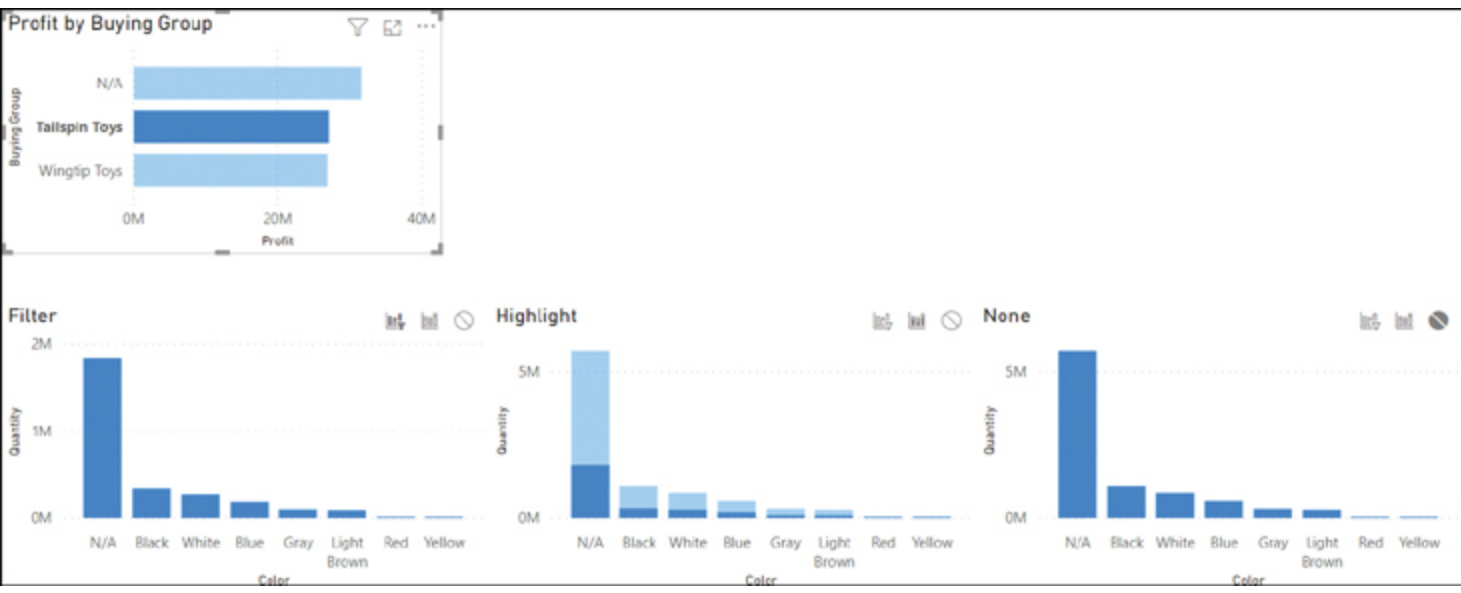 Profit by Buying Group
Buying Group
N/A
Tailspin Toys
Wingtip Toys
0M 20M 40M
Profit
Filter
Quantity
2M
1M
0M
N/A Black White Blue Gray Light Brown Red Yellow
Color
Highlight
Quantity
5M
0M
N/A Black White Blue Gray Light Brown Red Yellow
Color
None
Quantity
5M
0M
N/A Black White Blue Gray Light Brown Red Yellow
Color